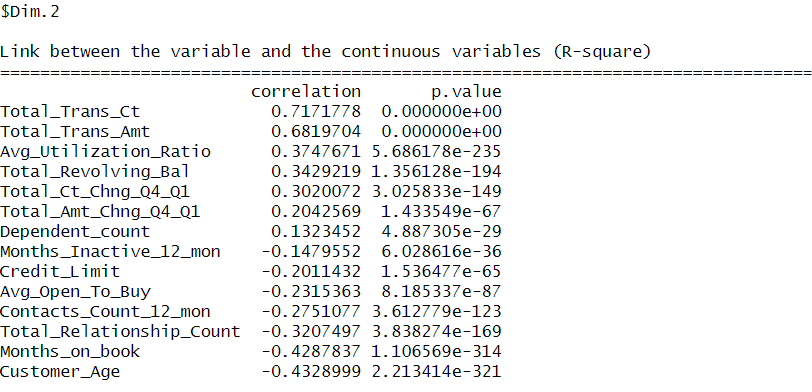 $Dim.2
Link between the variable and the continuous variables (R-square)
=================================================================================
correlation p.value
Total_Trans_Ct 0.7171778 0.000000e+00
Total_Trans_Amt 0.6819704 0.000000e+00
Avg_Utilization_Ratio 0.3747671 5.686178e-235
Total_Revolving_Bal 0.3429219 1.356128e-194
Total_Ct_Chng_Q4_Q1 0.3020072 3.025833e-149
Total_Amt_Chng_Q4_Q1 0.2042569 1.433549e-67
Dependent_count 0.1323452 4.887305e-29
Months_Inactive_12_mon -0.1479552 6.028616e-36
Credit_Limit -0.2011432 1.536477e-65
Avg_Open_To_Buy -0.2315363 8.185337e-87
Contacts_Count_12_mon -0.2751077 3.612779e-123
Total_Relationship_Count -0.3207497 3.838274e-169
Months_on_book -0.4287837 1.106569e-314
Customer_Age -0.4328999 2.213414e-321